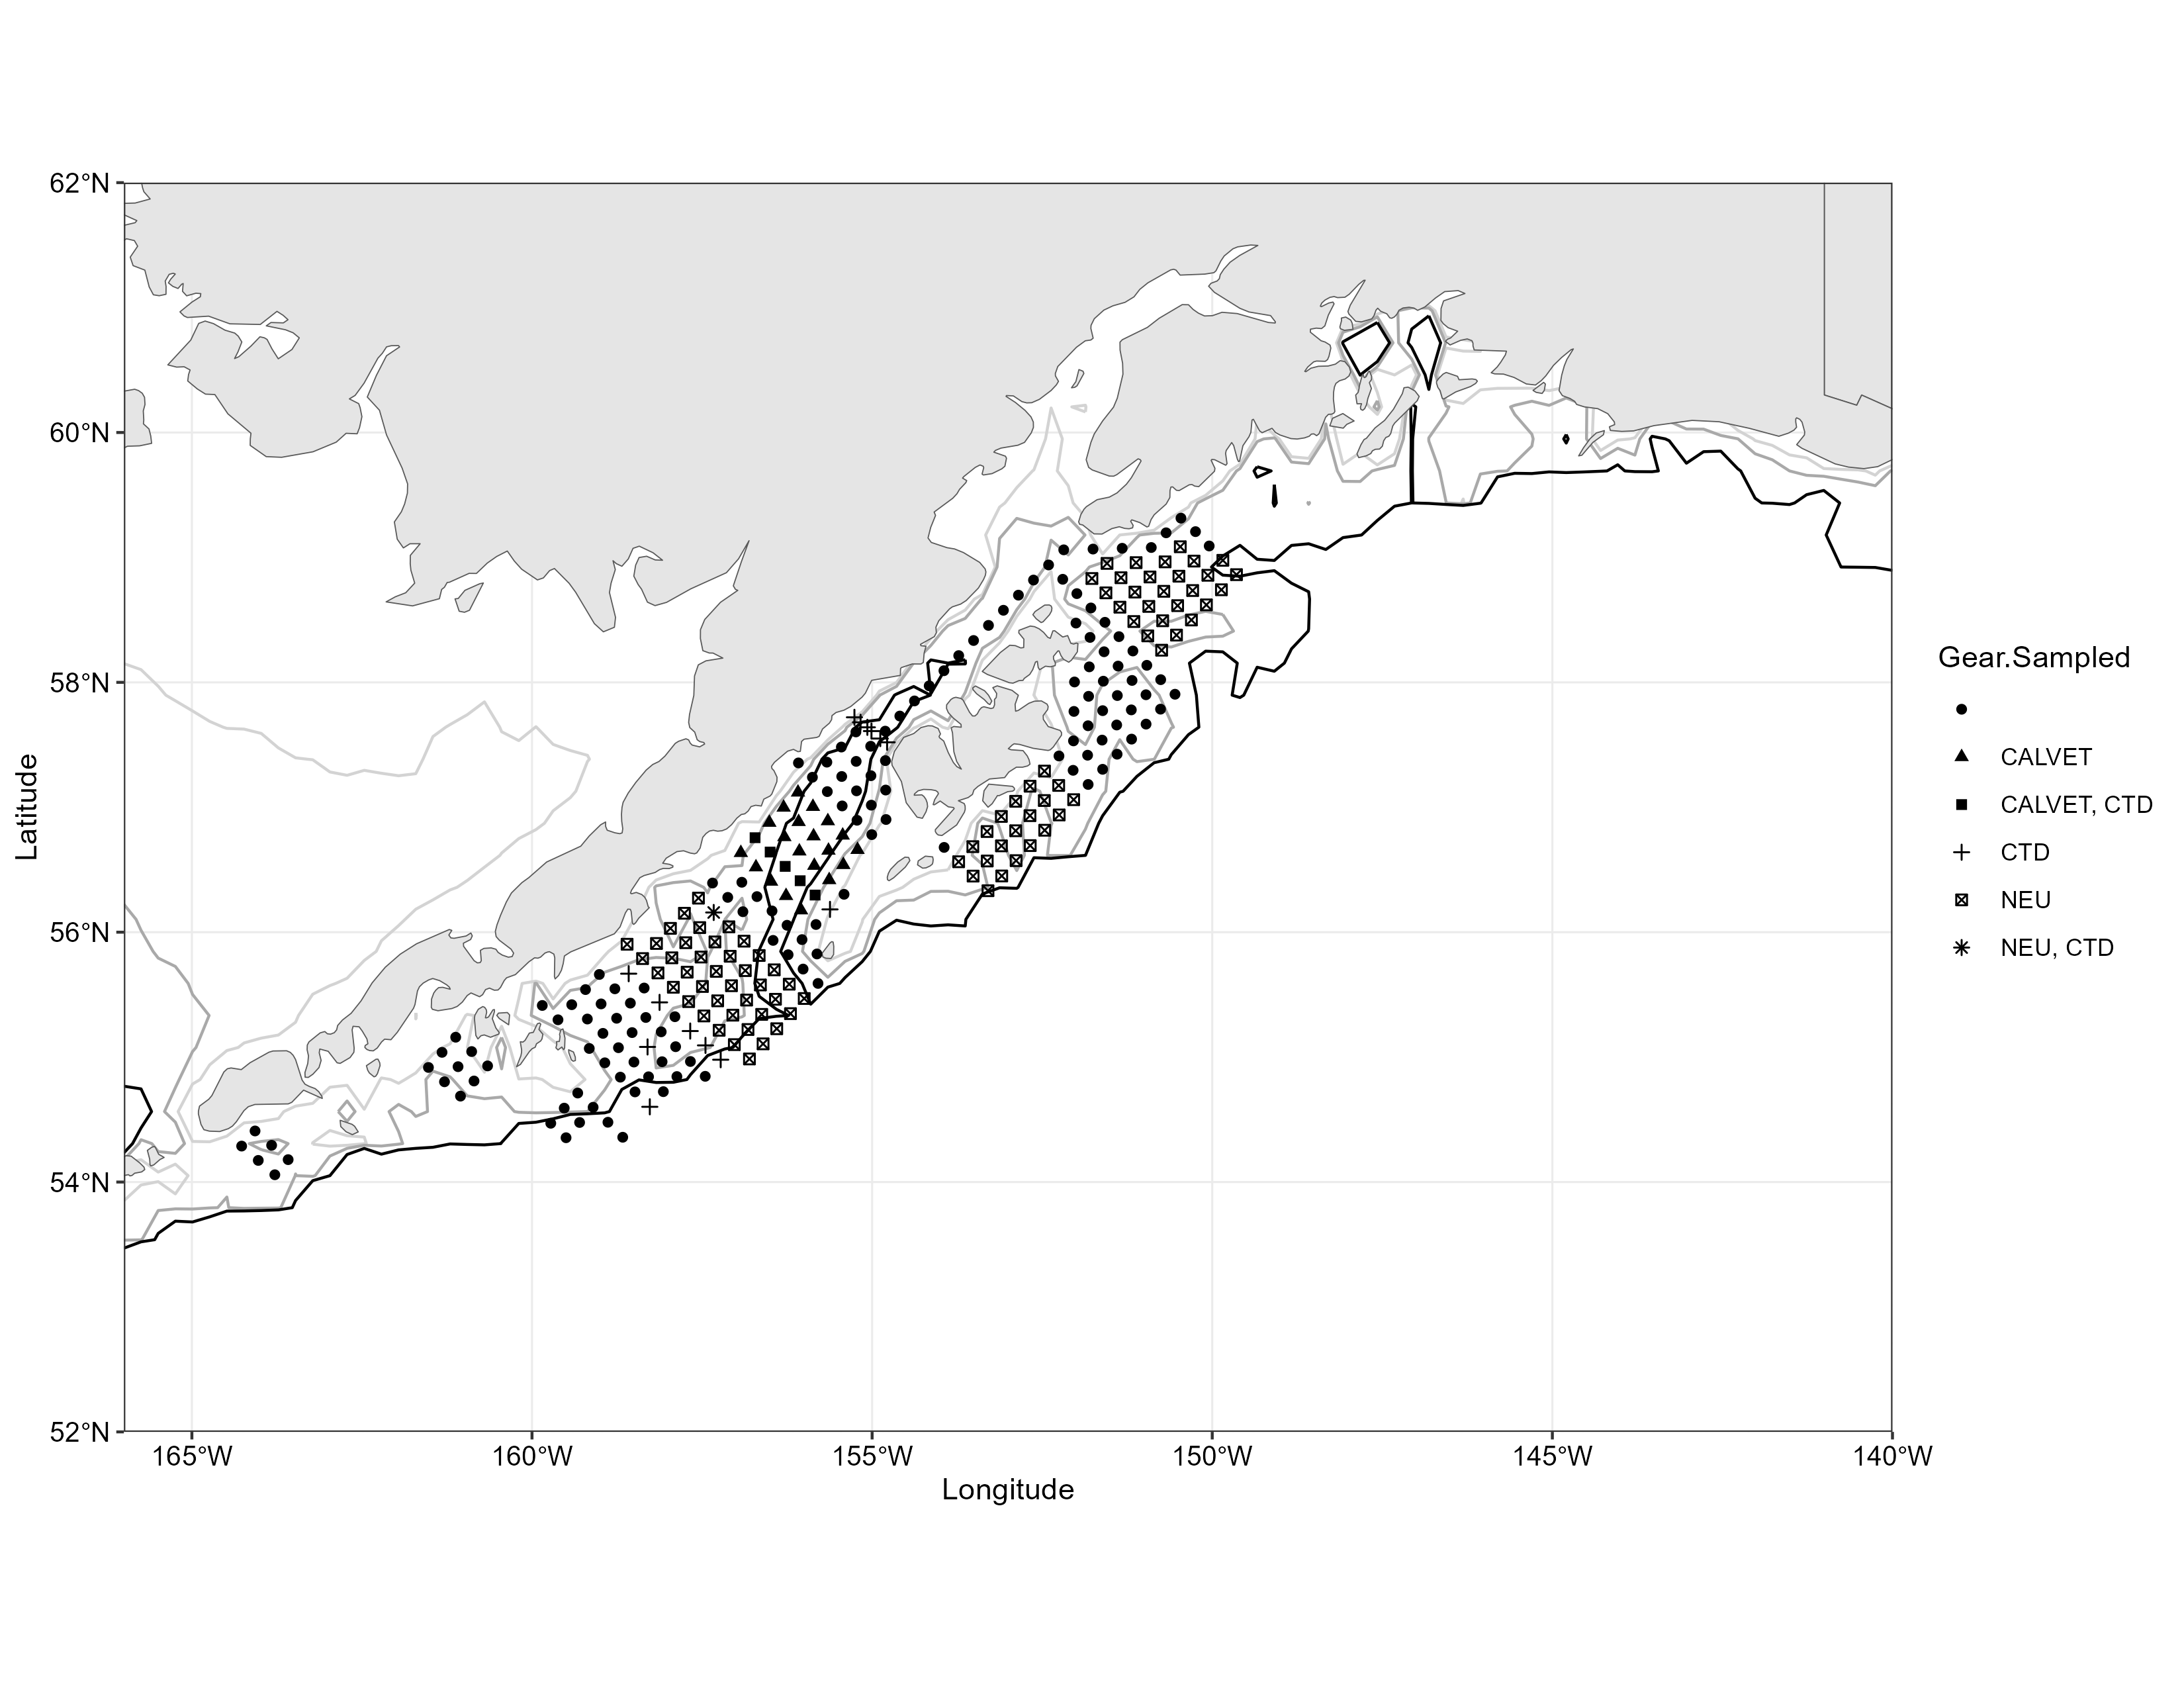 62°N
60°N
58°N
56°N
54°N
52°N
Latitude
165°W 160°W 155°W 150°W 145°W 140°W
Longitude
Gear.Sampled
CALVET
CALVET, CTD
CTD
NEU
NEU, CTD